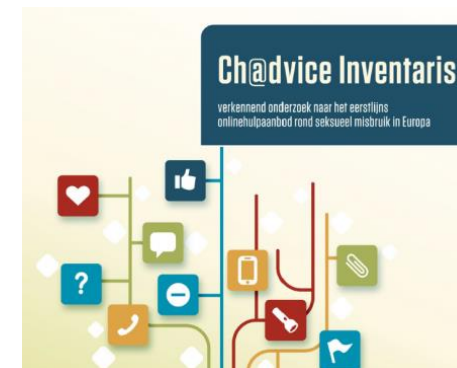 Ch@dvice Inventaris
verkennend onderzoek naar het eerstlijns
onlinehulpaanbod rond seksueel misbruik in Europa
?